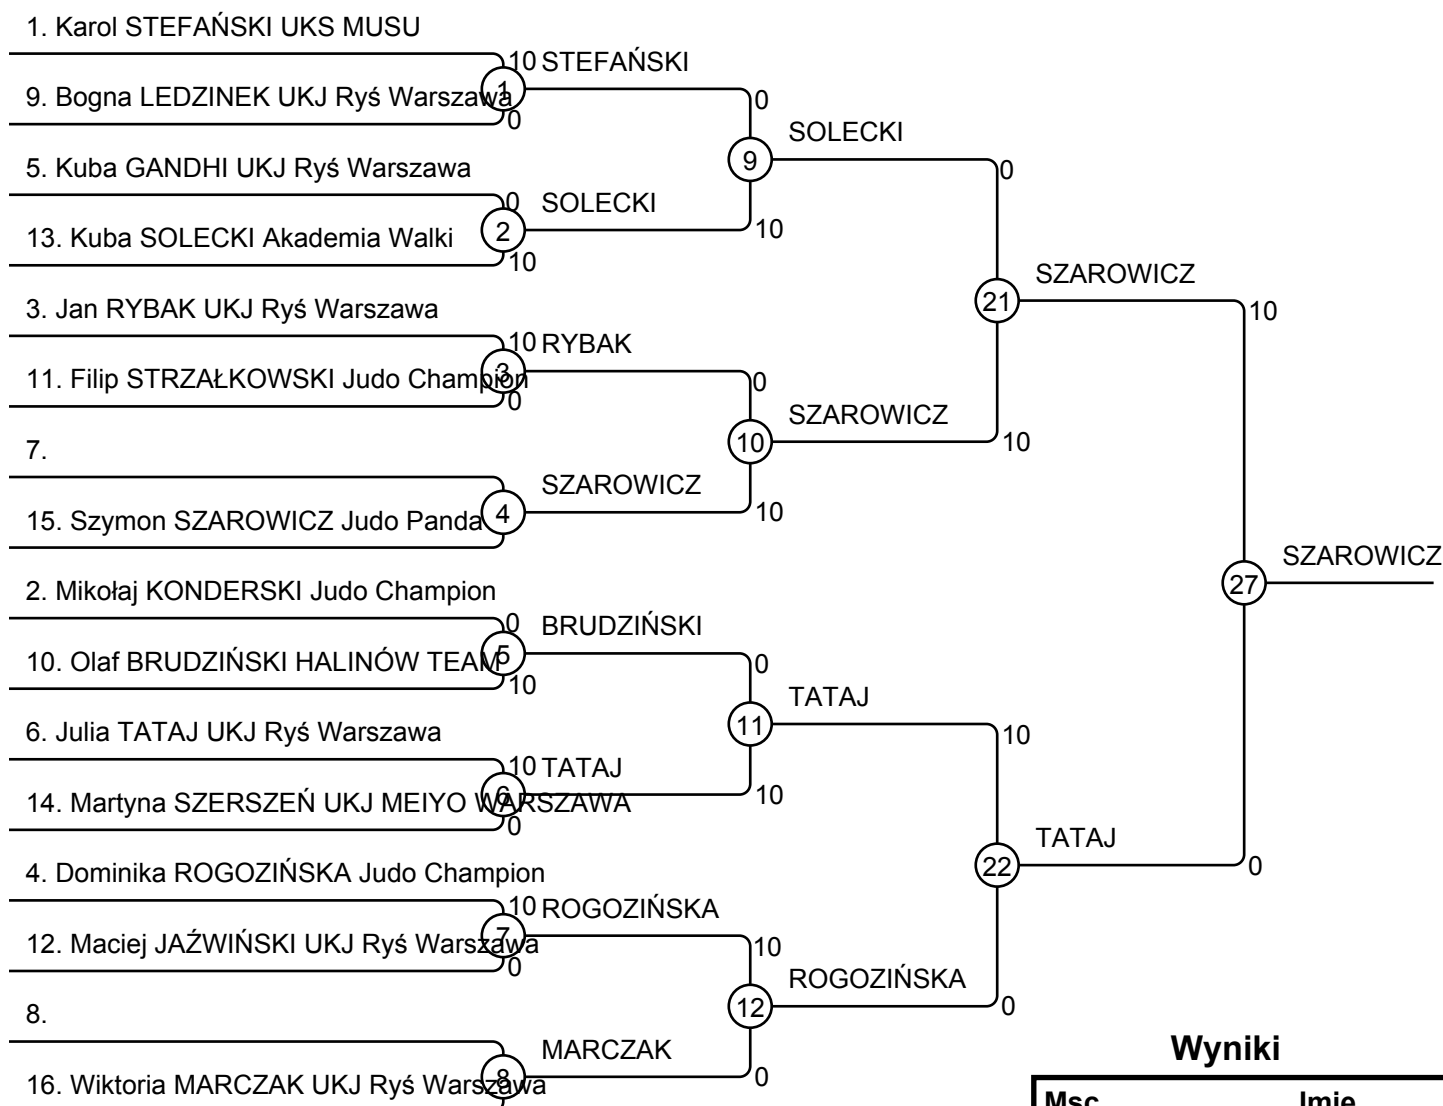 1. Karol STEFAŃSKI UKS MUSU
10 STEFAŃSKI
1
9. Bogna LEDZINEK UKJ Ryś Warszawa
0
0
SOLECKI
9
0
5. Kuba GANDHI UKJ Ryś Warszawa
0 SOLECKI
2
10
13. Kuba SOLECKI Akademia Walki
10
SZAROWICZ
21
10
3. Jan RYBAK UKJ Ryś Warszawa
10 RYBAK
3
11. Filip STRZAŁKOWSKI Judo Champion
0
0
SZAROWICZ
10
10
7.
SZAROWICZ
4
10
15. Szymon SZAROWICZ Judo Panda
SZAROWICZ
27
2. Mikołaj KONDERSKI Judo Champion
0 BRUDZIŃSKI
5
10. Olaf BRUDZIŃSKI HALINÓW TEAM
10
0
TATAJ
11
10
6. Julia TATAJ UKJ Ryś Warszawa
10 TATAJ
6
10
14. Martyna SZERSZEŃ UKJ MEIYO WARSZAWA
0
TATAJ
22
0
4. Dominika ROGOZIŃSKA Judo Champion
10 ROGOZIŃSKA
7
12. Maciej JAŹWIŃSKI UKJ Ryś Warszawa
0
10
ROGOZIŃSKA
12
0
8.
MARCZAK
8
0
16. Wiktoria MARCZAK UKJ Ryś Warszawa
Wyniki
Msc Imię